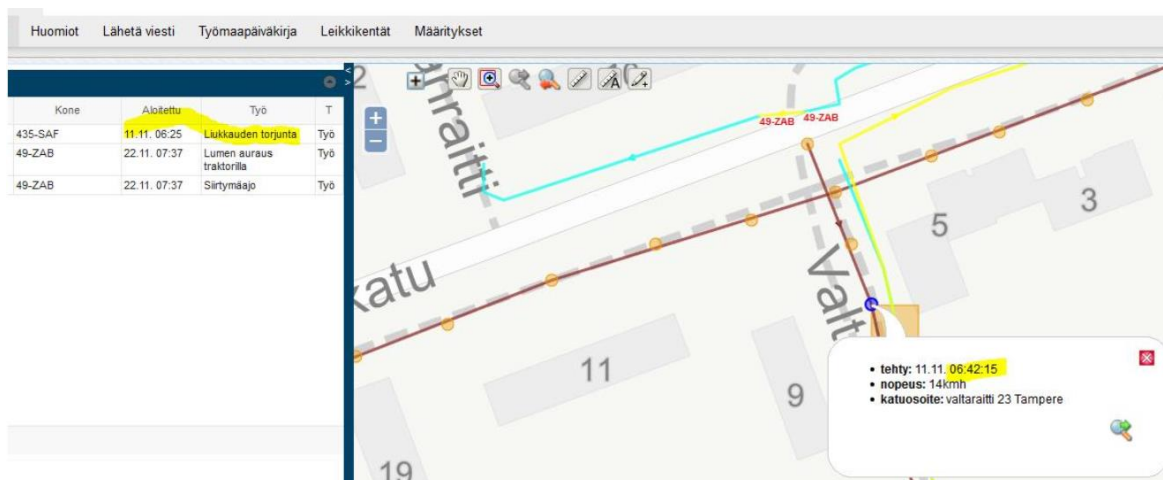 Huomiot Lähetä viesti Työmaapäiväkirja Leikkikentät Määritykset
Kone Aloitettu Työ T
435-SAF 11.11. 06:25 Liukkauden torjunta Työ
49-ZAB 22.11. 07:37 Lumen auraus traktorilla Työ
49-ZAB 22.11. 07:37 Siirtymäajo Työ
49-ZAB 49-ZAB
katu
3
5
11
9
19
tehty: 11.11. 06:42:15
nopeus: 14kmh
katuosoite: valtaraitti 23 Tampere